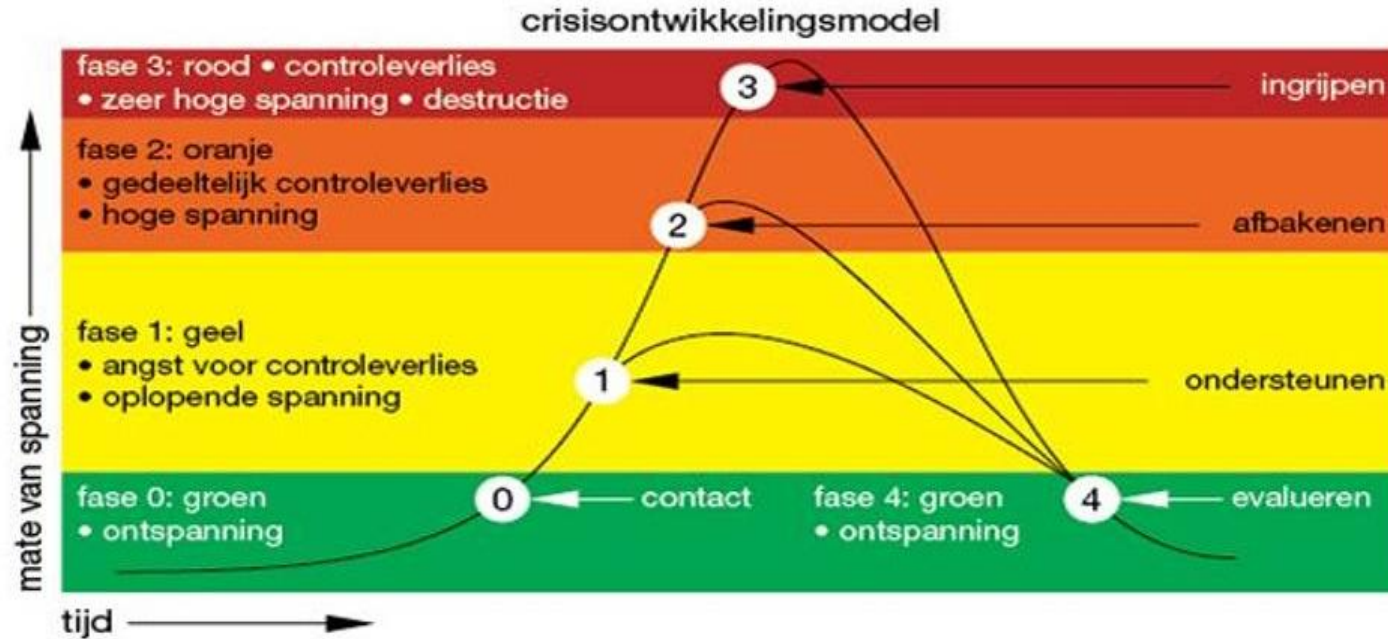 crisisontwikkelingsmodel
fase 3: rood • controleverlies
• zeer hoge spanning • destructie
3
ingrijpen
fase 2: oranje
• gedeeltelijk controleverlies
• hoge spanning
2
afbakenen
fase 1: geel
• angst voor controleverlies
• oplopende spanning
1
ondersteunen
fase 0: groen
• ontspanning
0
contact
fase 4: groen
• ontspanning
4
evalueren
mate van spanning
tijd